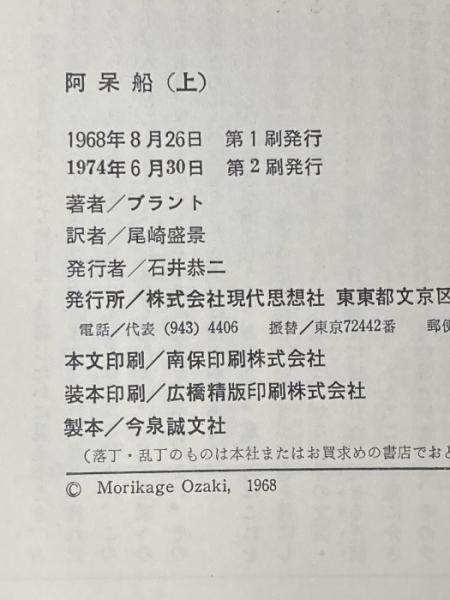 阿呆船（上）
1968年8月26日　第1刷発行
1974年6月30日　第2刷発行
著者／ブラント
訳者／尾崎盛景
発行者／石井恭二
発行所／株式会社現代思想社 東東都文京区
電話／代表 (943) 4406　振替／東京72442番　郵便
本文印刷／南保印刷株式会社
装本印刷／広橋精版印刷株式会社
製本／今泉誠文社
（落丁・乱丁のものは本社またはお買求めの書店でおと
© Morikage Ozaki, 1968